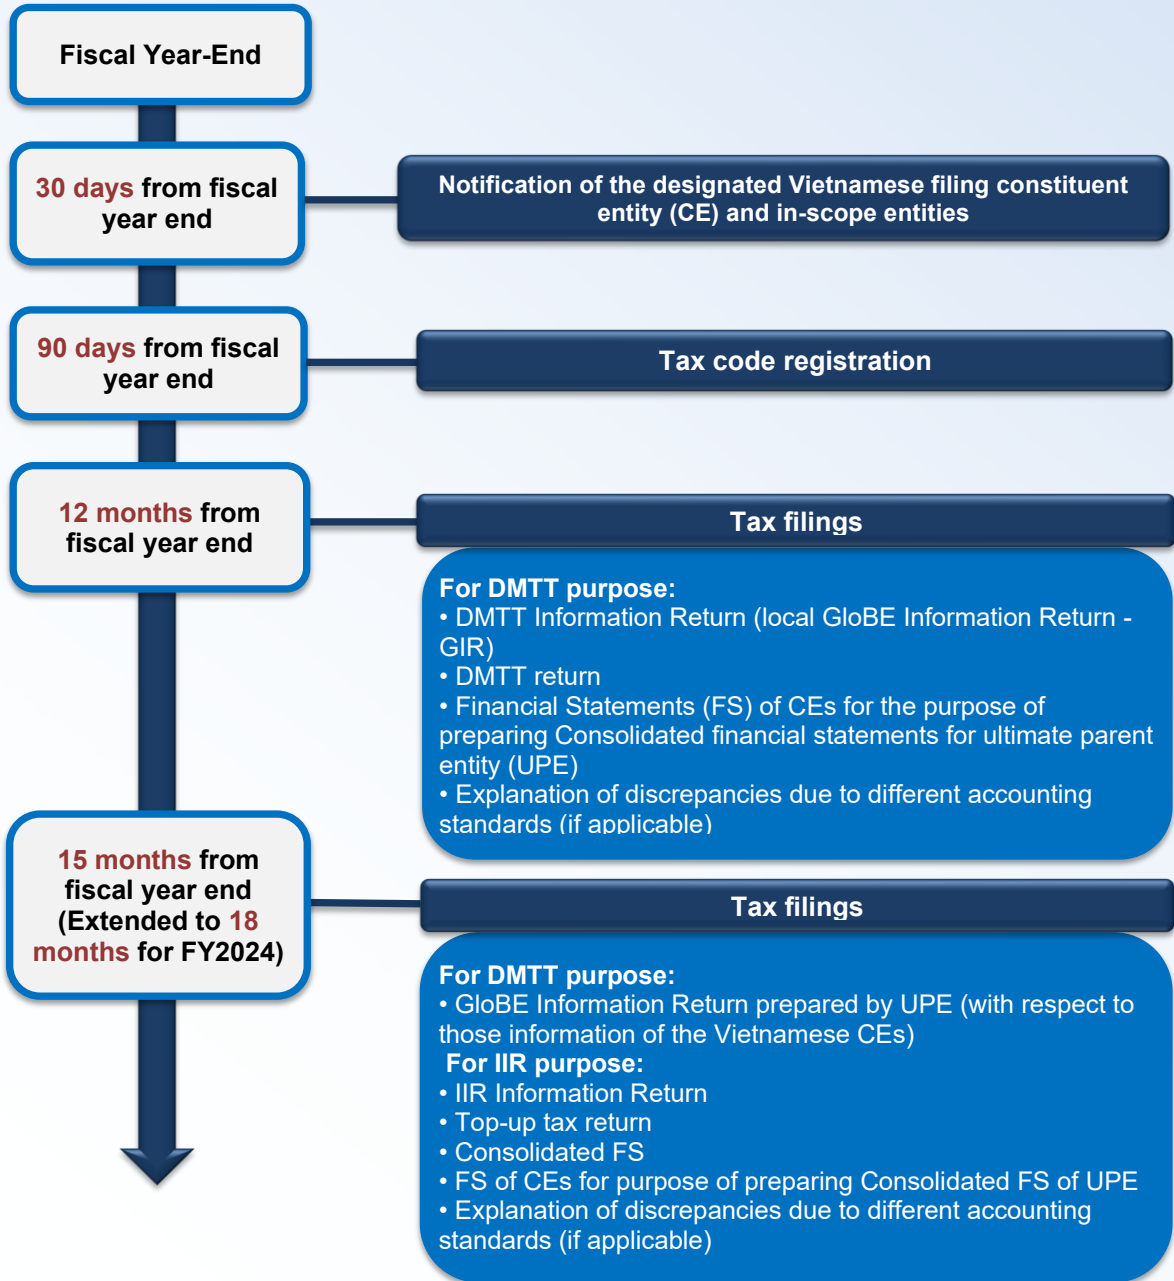 Fiscal Year-End
30 days from fiscal
year end
Notification of the designated Vietnamese filing constituent
entity (CE) and in-scope entities
90 days from fiscal
year end
Tax code registration
12 months from
fiscal year end
Tax filings
For DMTT purpose:
• DMTT Information Return (local GloBE Information Return -
GIR)
• DMTT return
• Financial Statements (FS) of CEs for the purpose of
preparing Consolidated financial statements for ultimate parent
entity (UPE)
• Explanation of discrepancies due to different accounting
standards (if applicable)
15 months from
fiscal year end
(Extended to 18
months for FY2024)
Tax filings
For DMTT purpose:
• GloBE Information Return prepared by UPE (with respect to
those information of the Vietnamese CEs)
For IIR purpose:
• IIR Information Return
• Top-up tax return
• Consolidated FS
• FS of CEs for purpose of preparing Consolidated FS of UPE
• Explanation of discrepancies due to different accounting
standards (if applicable)